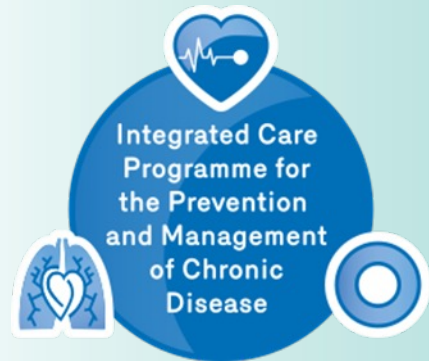 Integrated Care
Programme for
the Prevention
and Management
of Chronic
Disease